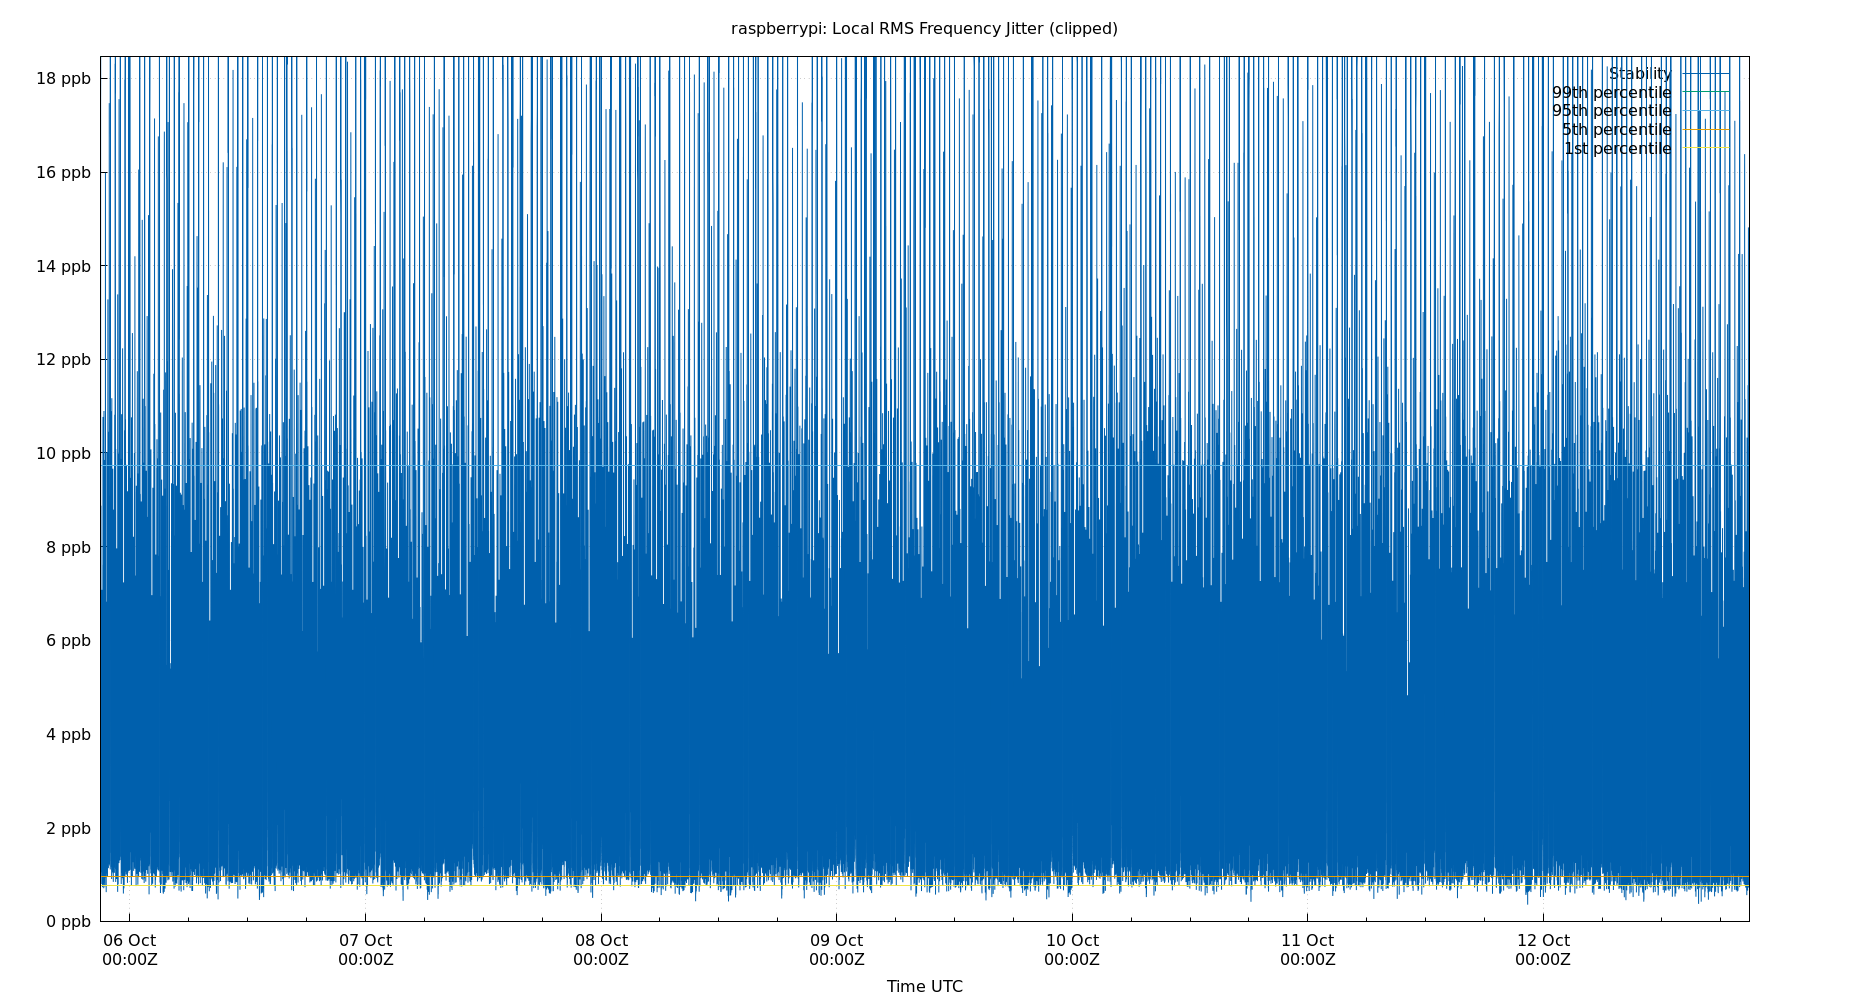 raspberrypi: Local RMS Frequency Jitter (clipped)
18 ppb
16 ppb
14 ppb
12 ppb
10 ppb
8 ppb
6 ppb
4 ppb
2 ppb
0 ppb
Stability
99th percentile
95th percentile
5th percentile
1st percentile
06 Oct 07 Oct 08 Oct 09 Oct 10 Oct 11 Oct 12 Oct
00:00Z 00:00Z 00:00Z 00:00Z 00:00Z 00:00Z 00:00Z
Time UTC